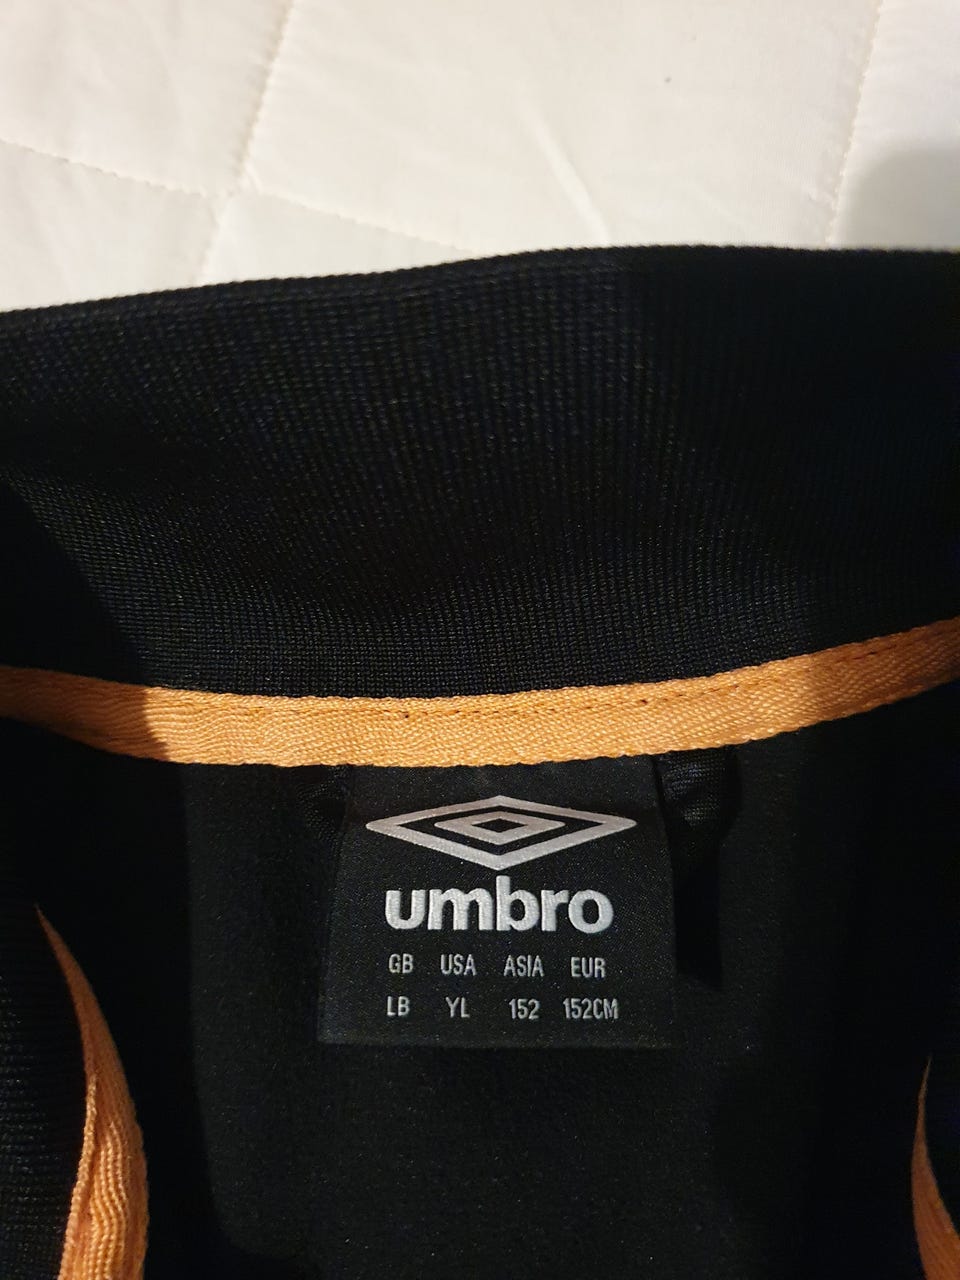 umbro
GB USA ASIA EUR
LB YL 152 152CM